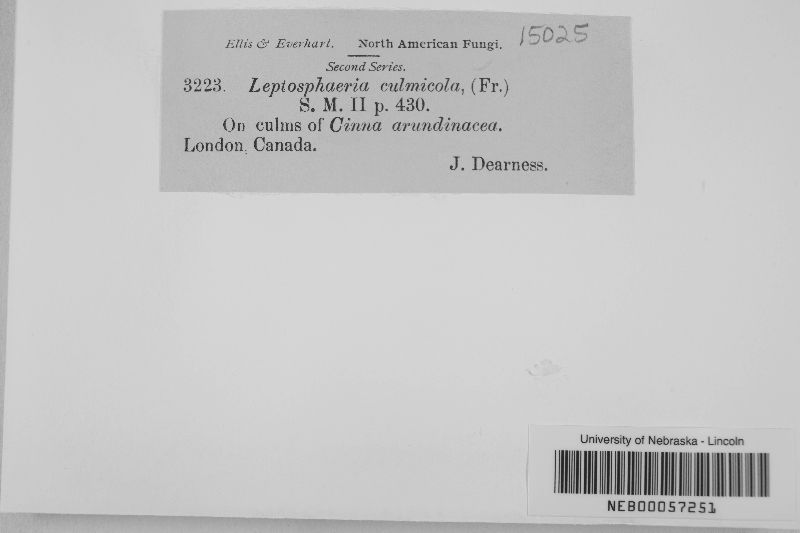 Ellis & Everhart. North American Fungi. 15025
Second Series.
3223. Leptosphaeria culmicola, (Fr.)
S. M. II p. 430.
On culms of Cinna arundinacea.
London, Canada.
J. Dearness.
University of Nebraska - Lincoln
NEB00057251